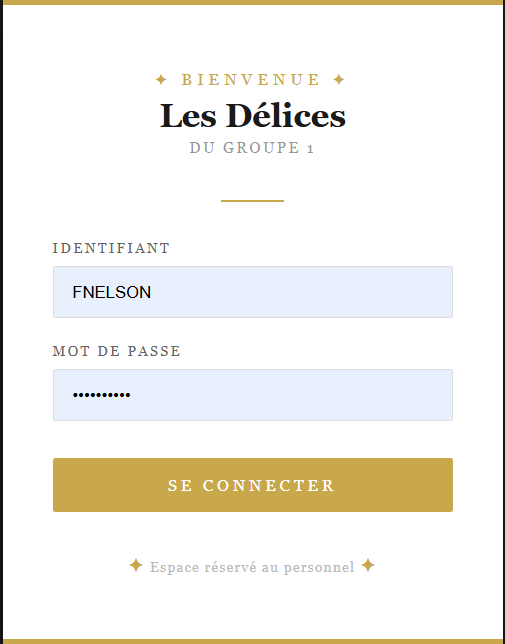 ✦ BIENVENUE ✦
Les Délices
DU GROUPE 1
IDENTIFIANT
FNELSON
MOT DE PASSE
••••••••••
SE CONNECTER
✦ Espace réservé au personnel ✦